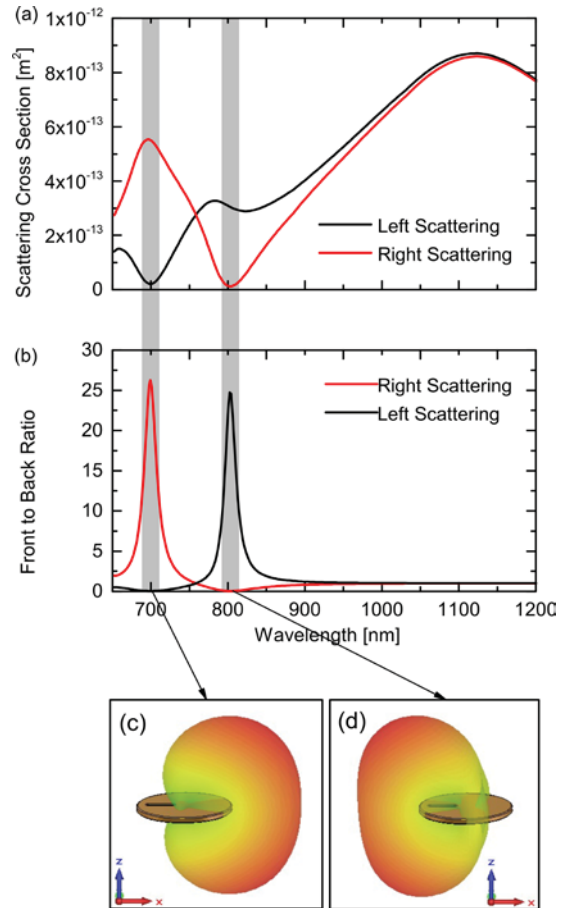 (a)
Scattering Cross Section [m²]
1x10⁻¹²
8x10⁻¹³
6x10⁻¹³
4x10⁻¹³
2x10⁻¹³
0
Left Scattering
Right Scattering
(b)
Front to Back Ratio
30
25
20
15
10
5
0
Right Scattering
Left Scattering
700 800 900 1000 1100 1200
Wavelength [nm]
(c)
z
x
(d)
z
x